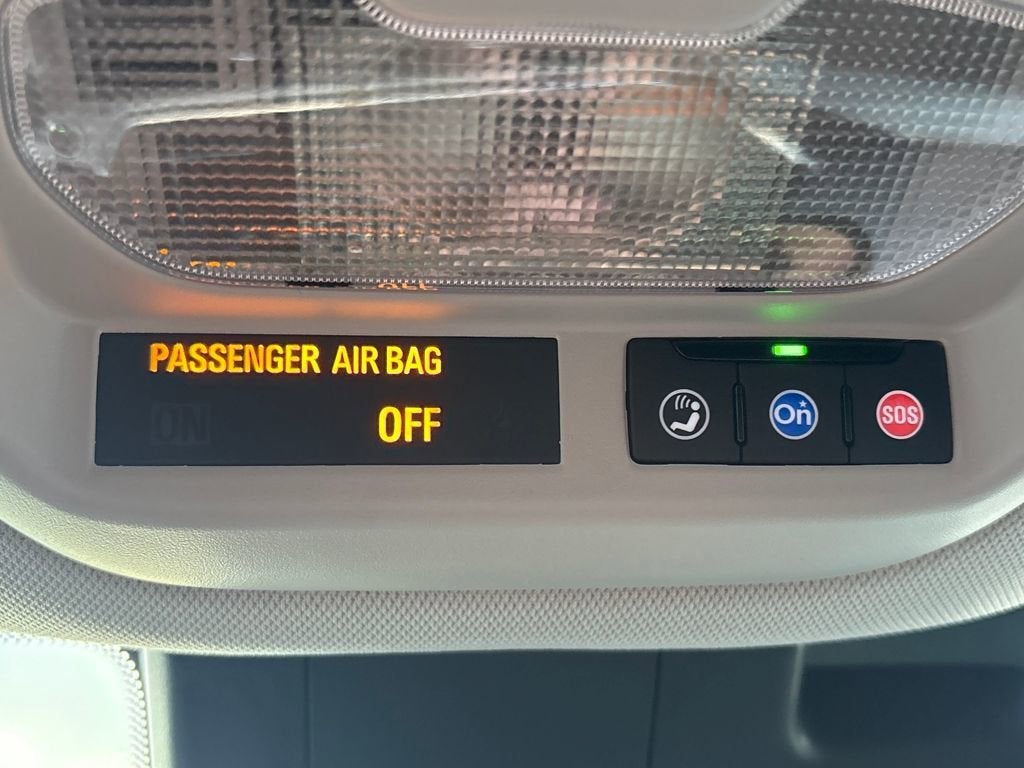 PASSENGER AIR BAG
ON OFF
On
SOS